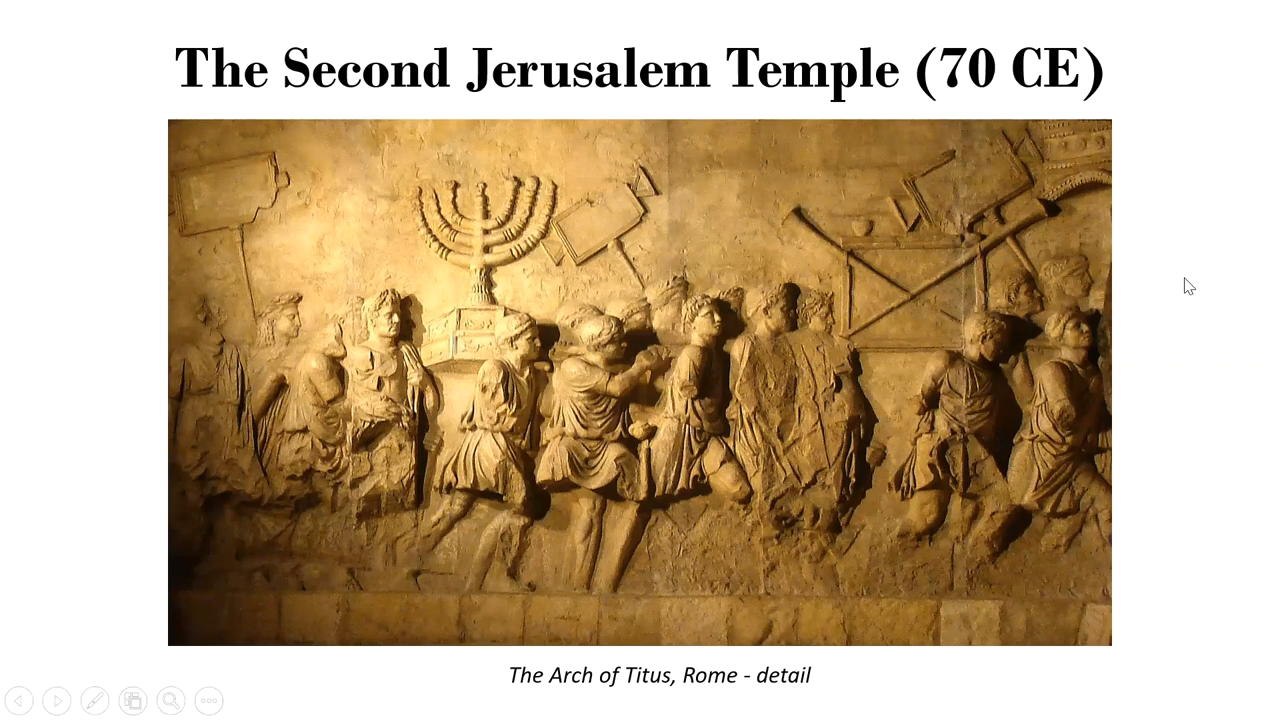 The Second Jerusalem Temple (70 CE)
The Arch of Titus, Rome - detail